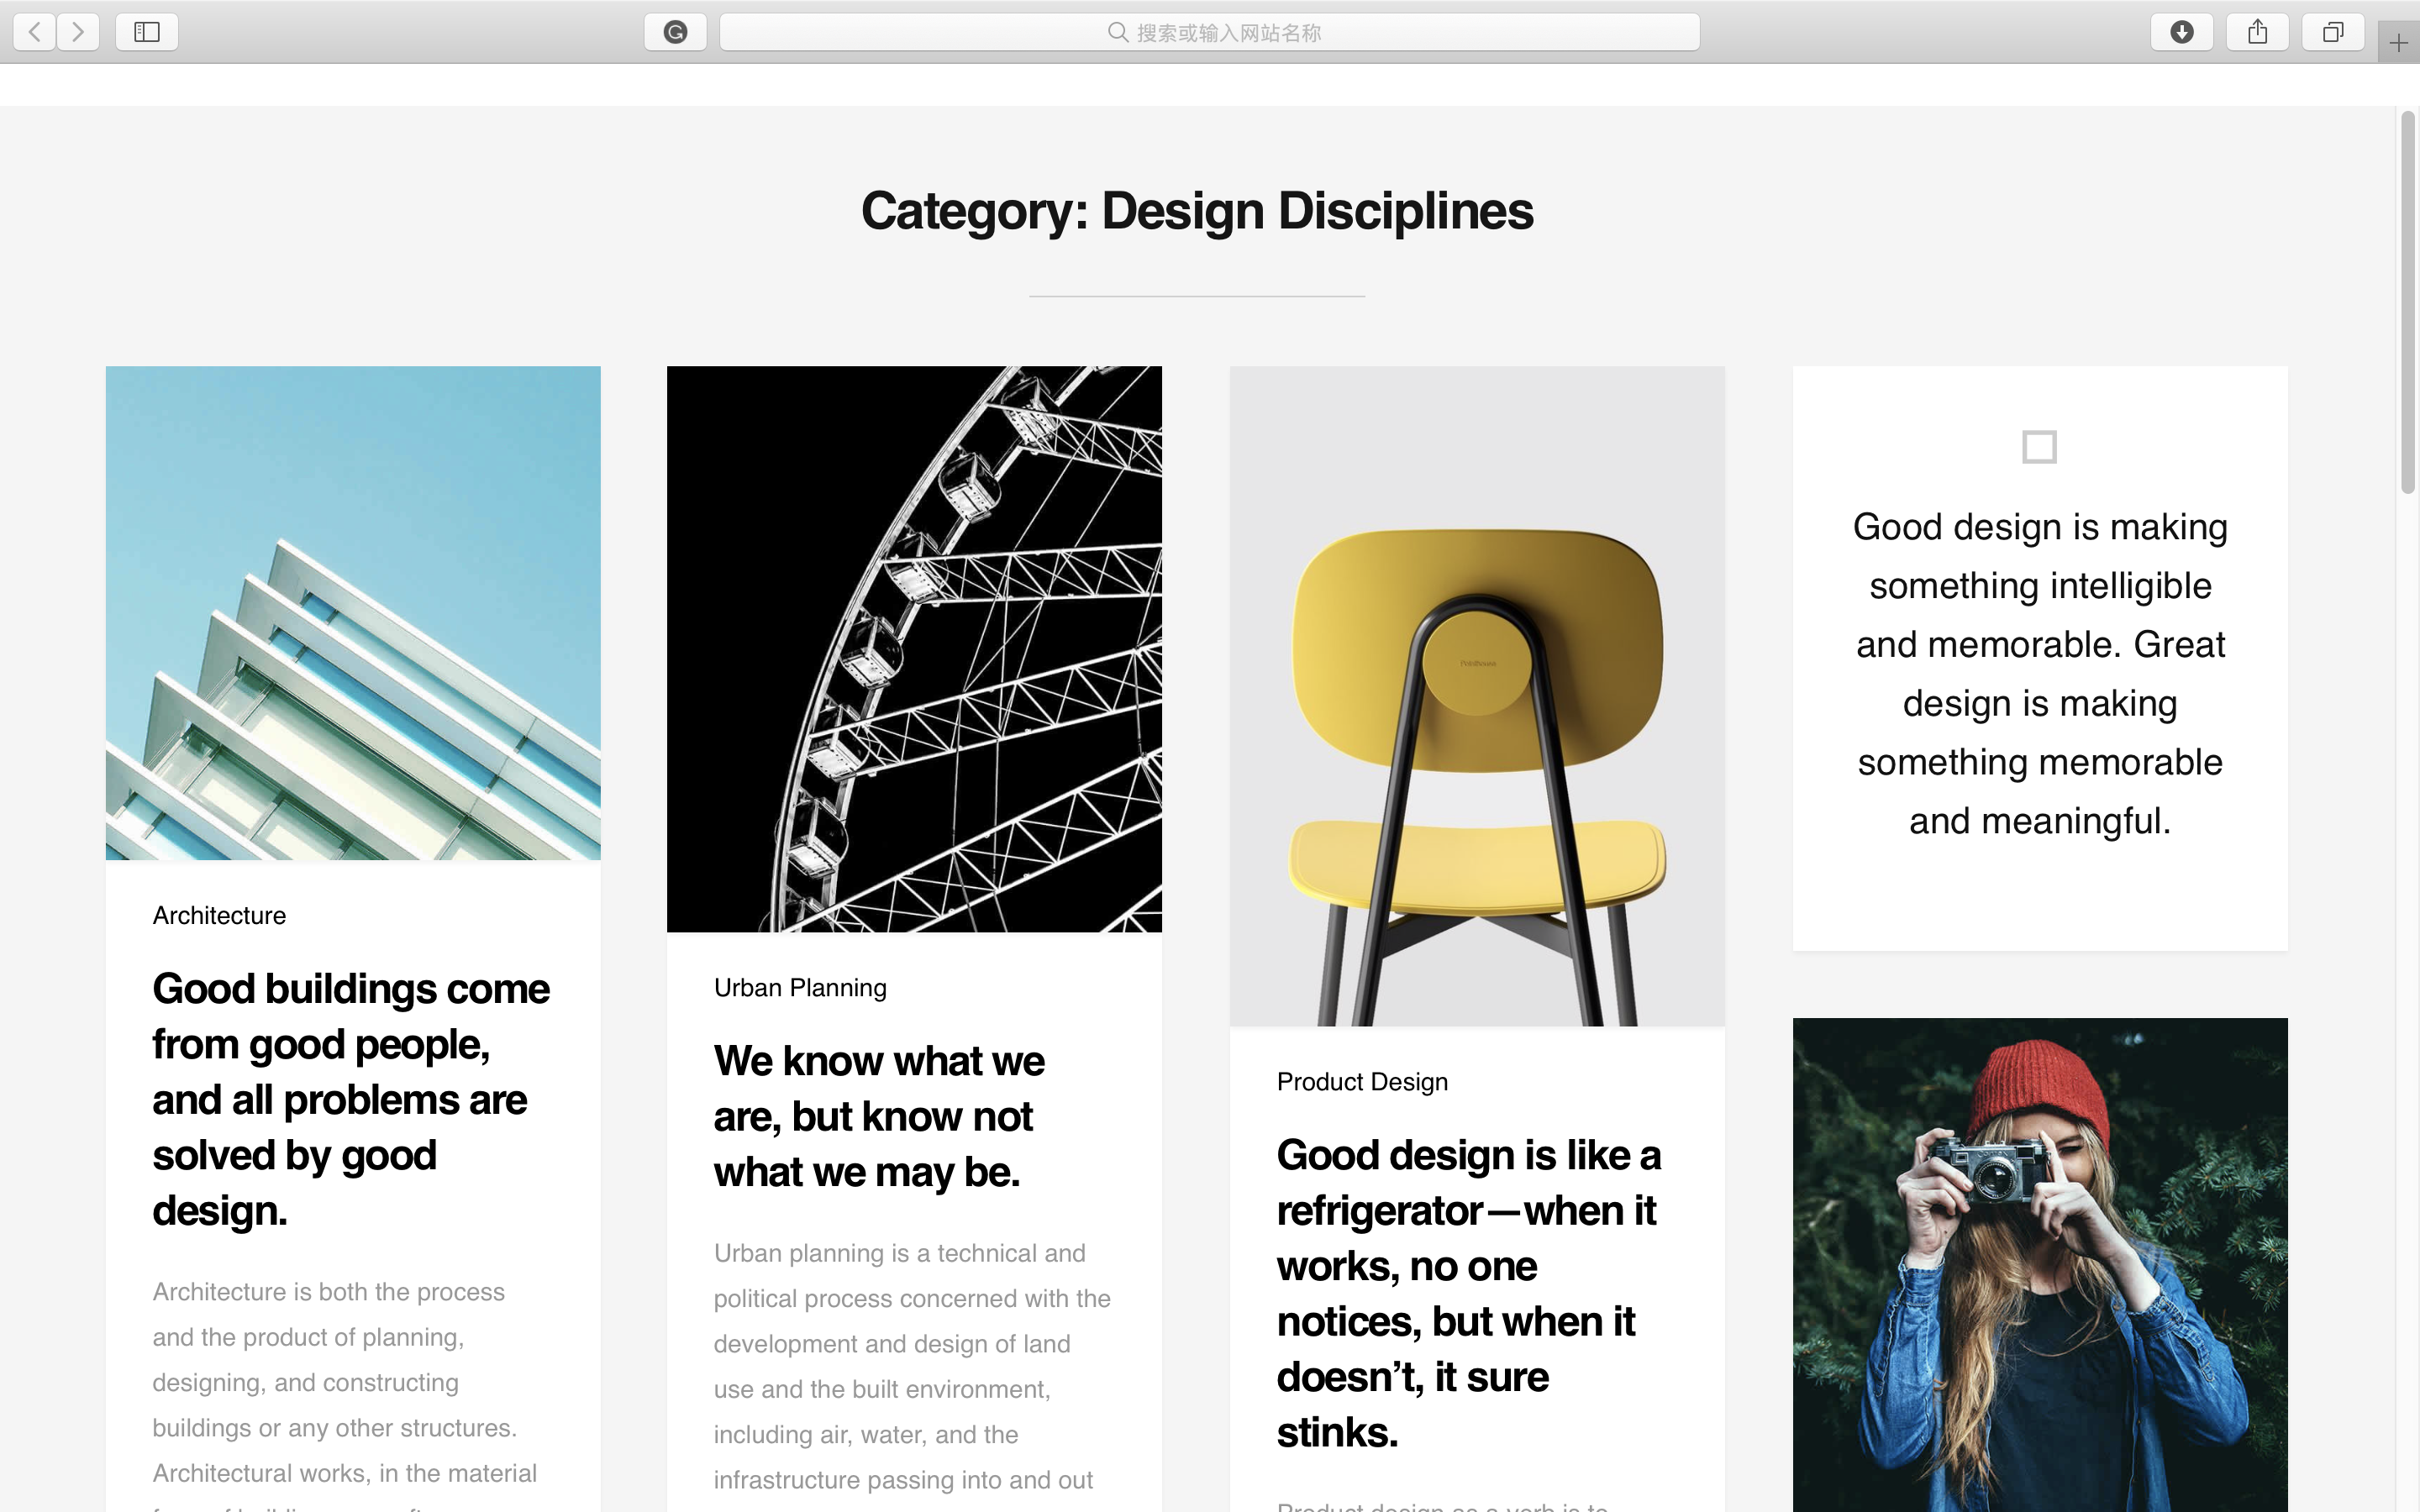 搜索或输入网站名称
Category: Design Disciplines
Architecture
Good buildings come
from good people,
and all problems are
solved by good
design.
Architecture is both the process
and the product of planning,
designing, and constructing
buildings or any other structures.
Architectural works, in the material
Urban Planning
We know what we
are, but know not
what we may be.
Urban planning is a technical and
political process concerned with the
development and design of land
use and the built environment,
including air, water, and the
infrastructure passing into and out
Product Design
Good design is like a
refrigerator—when it
works, no one
notices, but when it
doesn’t, it sure
stinks.
Product design as a verb is to
Good design is making
something intelligible
and memorable. Great
design is making
something memorable
and meaningful.